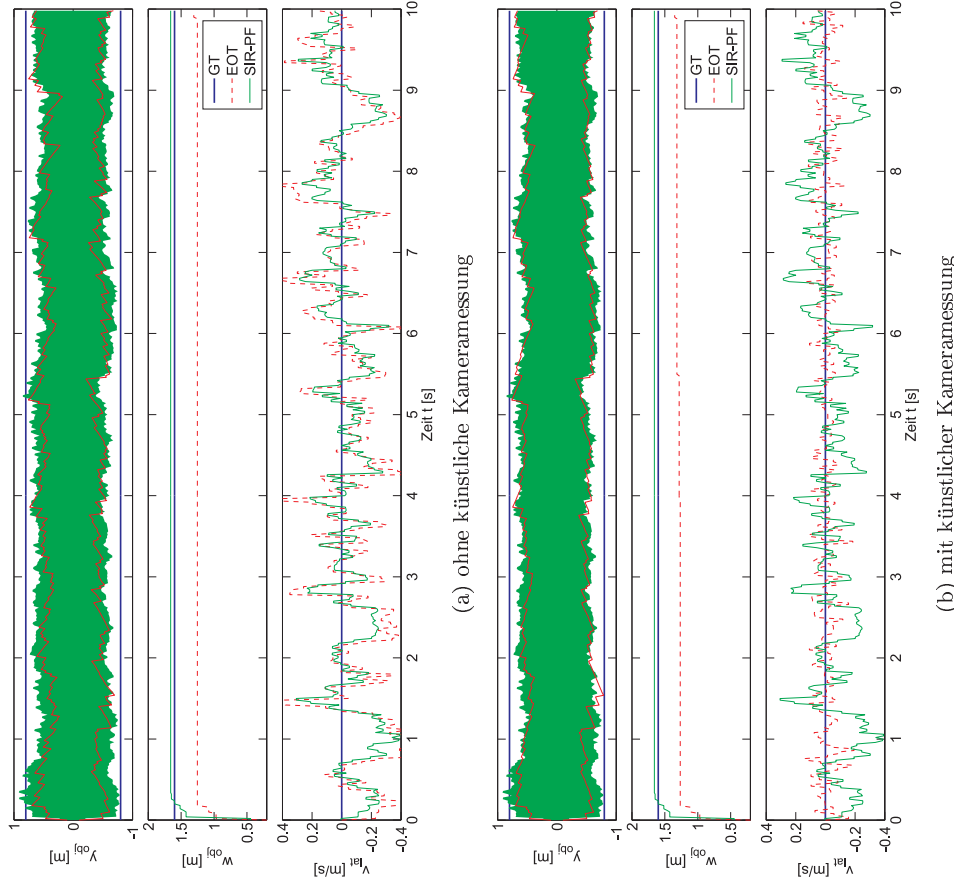 1
0
-1
y_obj [m]
2
1.5
1
0.5
w_obj [m]
GT
EOT
SIR-PF
0.4
0.2
0
-0.2
-0.4
v_lat [m/s]
0 1 2 3 4 5 6 7 8 9 10
Zeit t [s]
(a) ohne künstliche Kameramessung
1
0
-1
y_obj [m]
2
1.5
1
0.5
w_obj [m]
GT
EOT
SIR-PF
0.4
0.2
0
-0.2
-0.4
v_lat [m/s]
0 1 2 3 4 5 6 7 8 9 10
Zeit t [s]
(b) mit künstlicher Kameramessung